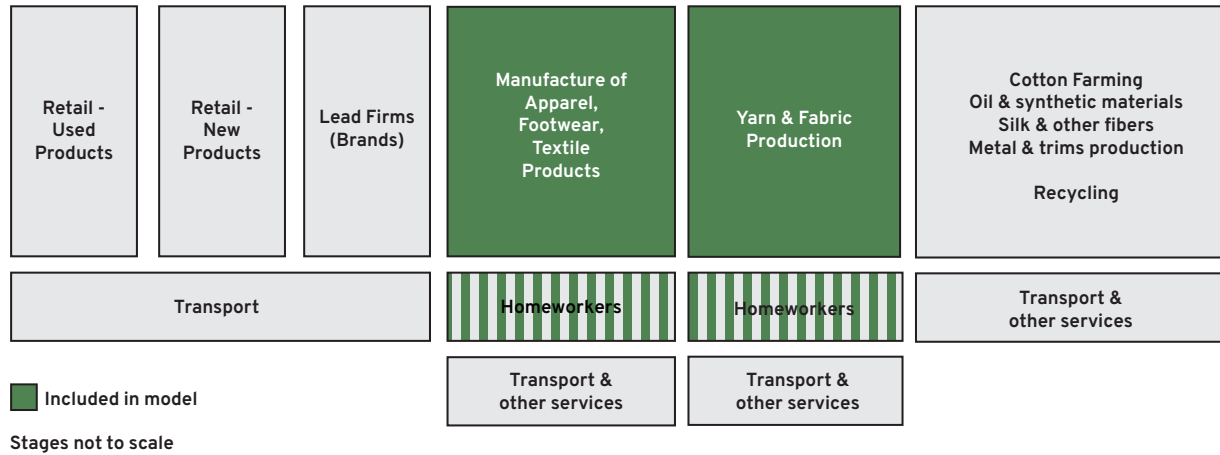 Retail -
Used
Products
Retail -
New
Products
Lead Firms
(Brands)
Manufacture of
Apparel,
Footwear,
Textile
Products
Yarn & Fabric
Production
Cotton Farming
Oil & synthetic materials
Silk & other fibers
Metal & trims production
Recycling
Transport
Homeworkers
Homeworkers
Transport &
other services
Transport &
other services
Transport &
other services
Included in model
Stages not to scale